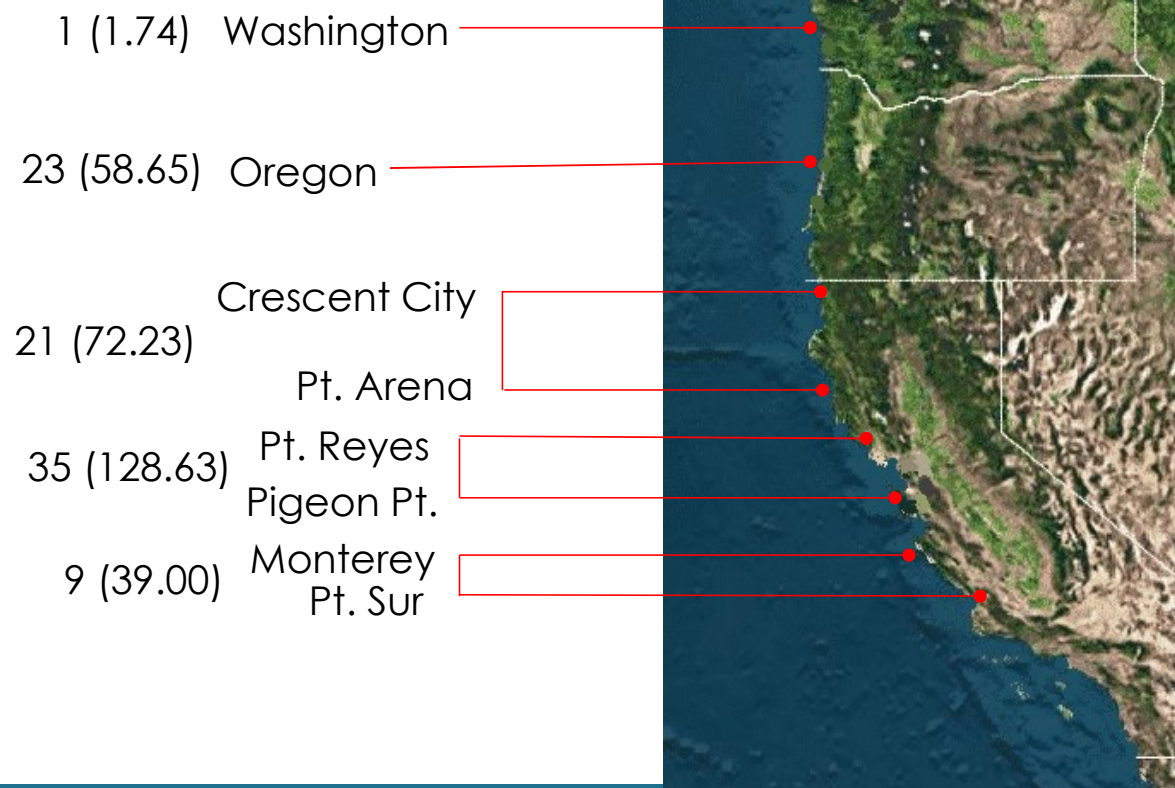 1 (1.74) Washington
23 (58.65) Oregon
Crescent City
21 (72.23)
Pt. Arena
Pt. Reyes
35 (128.63)
Pigeon Pt.
Monterey
9 (39.00)
Pt. Sur